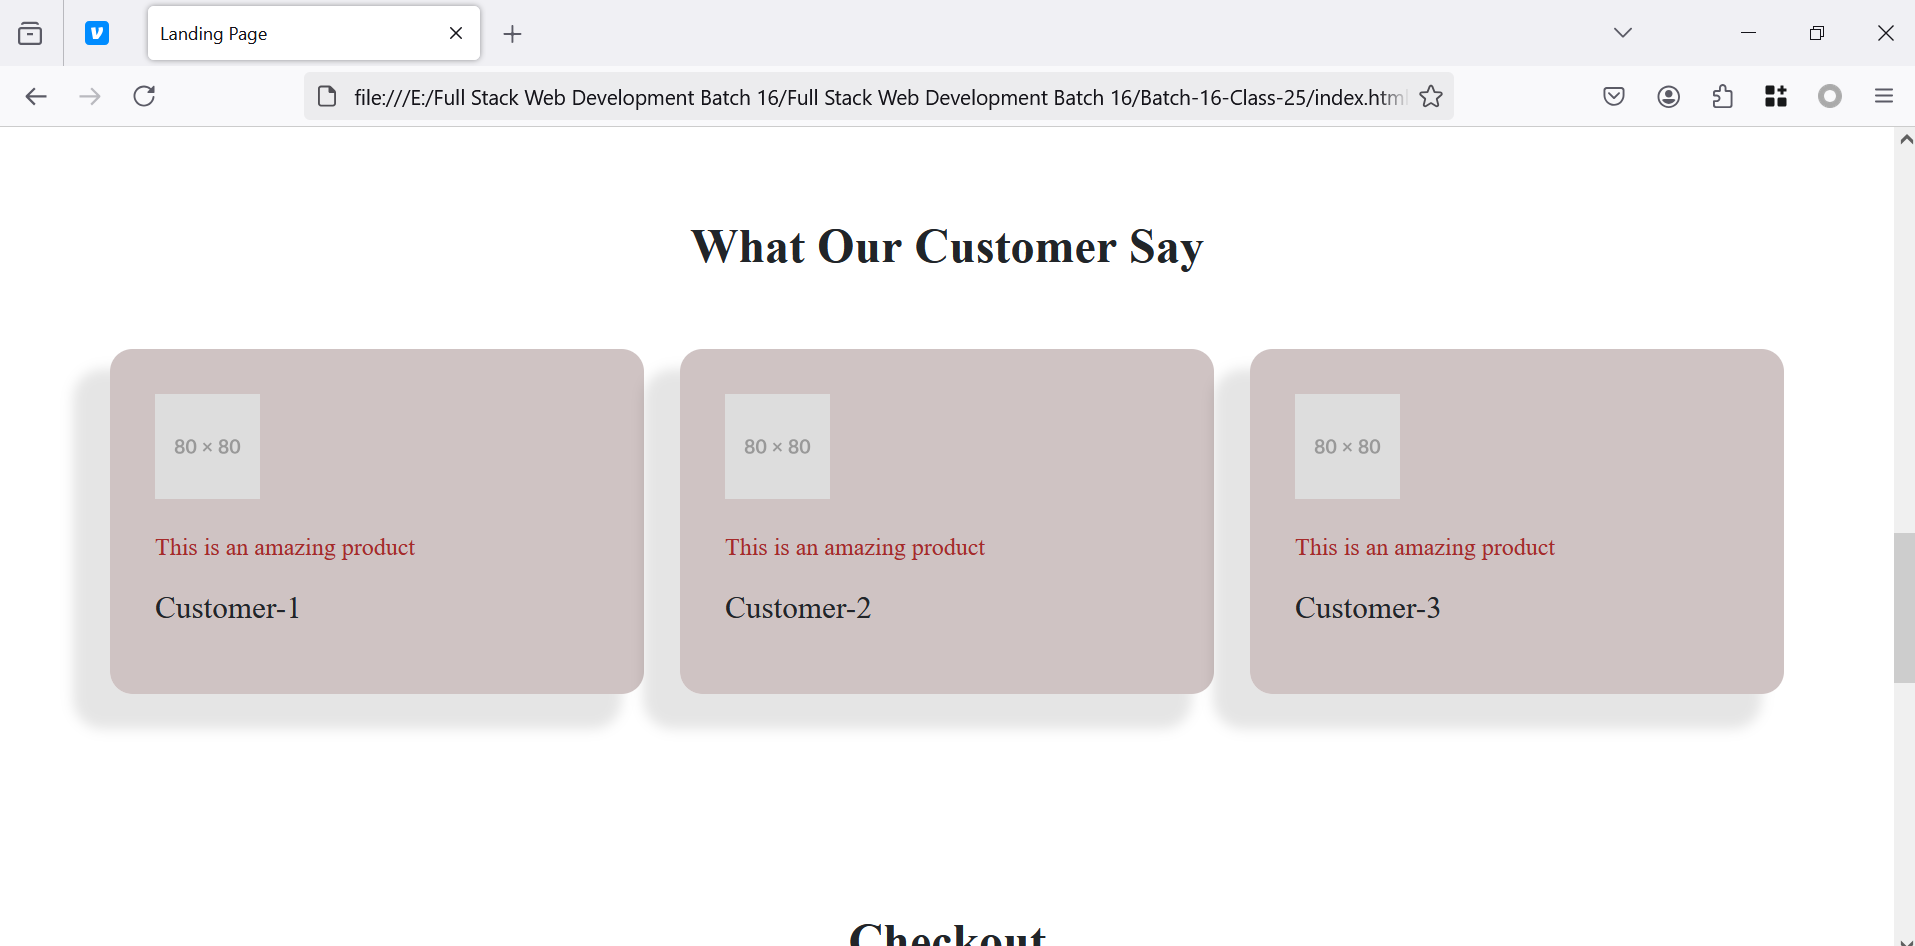 Landing Page
file:///E:/Full Stack Web Development Batch 16/Full Stack Web Development Batch 16/Batch-16-Class-25/index.html
What Our Customer Say
80 × 80
80 × 80
80 × 80
This is an amazing product
This is an amazing product
This is an amazing product
Customer-1
Customer-2
Customer-3
Checkout